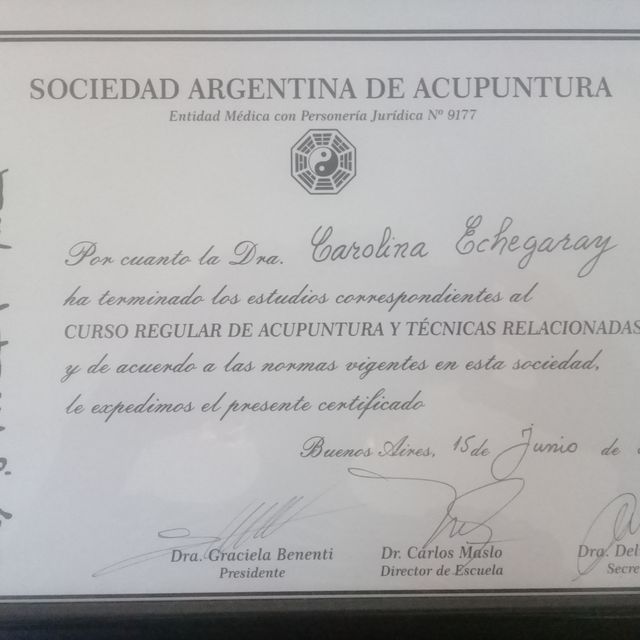 SOCIEDAD ARGENTINA DE ACUPUNTURA
Entidad Médica con Personería Jurídica Nº 9177
Por cuanto la Dra. Carolina Echegaray
ha terminado los estudios correspondientes al
CURSO REGULAR DE ACUPUNTURA Y TÉCNICAS RELACIONADAS
y de acuerdo a las normas vigentes en esta sociedad,
le expedimos el presente certificado
Buenos Aires, 15 de Junio de
Dra. Graciela Benenti
Presidente
Dr. Carlos Maslo
Director de Escuela
Dra. Del
Secre